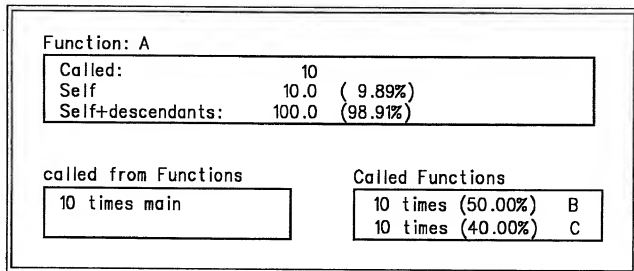 Function: A
Called: 10
Self 10.0 ( 9.89%)
Self+descendants: 100.0 (98.91%)
called from Functions
10 times main
Called Functions
10 times (50.00%) B
10 times (40.00%) C